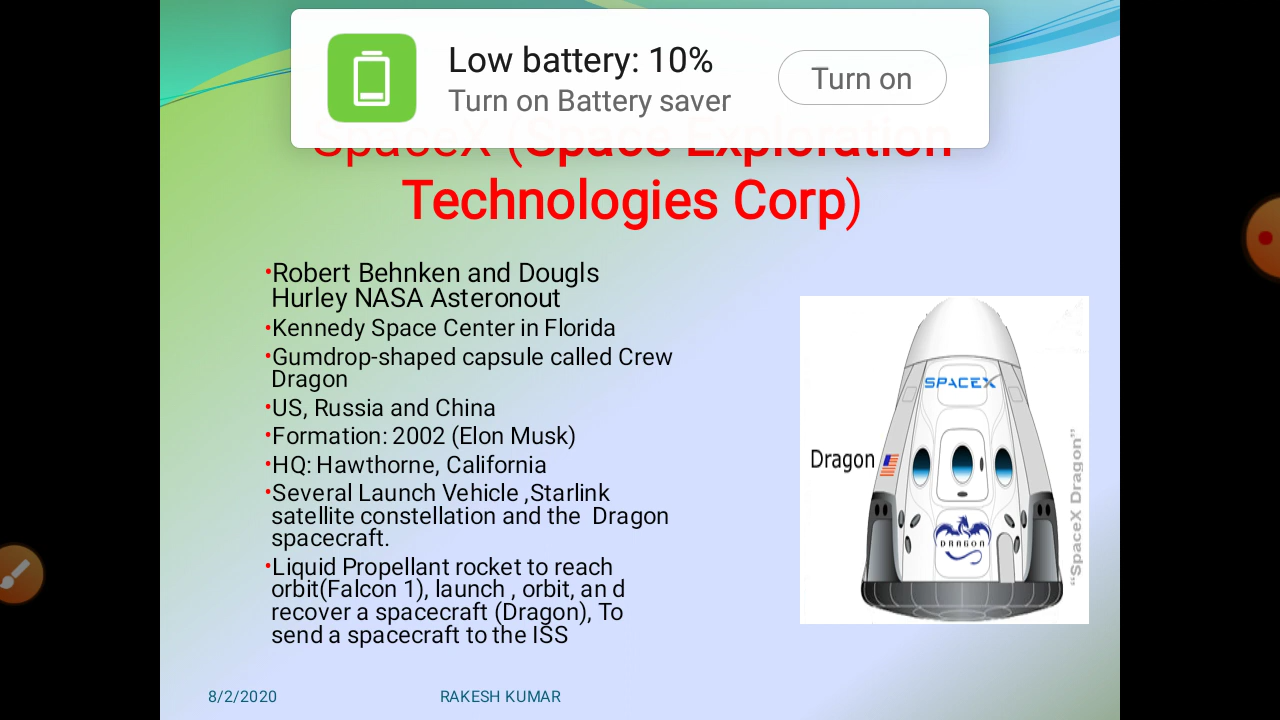 Low battery: 10%
Turn on Battery saver
Turn on
SpaceX (Space Exploration
Technologies Corp)
•Robert Behnken and Dougls
Hurley NASA Asteronout
•Kennedy Space Center in Florida
•Gumdrop-shaped capsule called Crew
Dragon
•US, Russia and China
•Formation: 2002 (Elon Musk)
•HQ: Hawthorne, California
•Several Launch Vehicle ,Starlink
satellite constellation and the Dragon
spacecraft.
•Liquid Propellant rocket to reach
orbit(Falcon 1), launch , orbit, an d
recover a spacecraft (Dragon), To
send a spacecraft to the ISS
SPACEX
Dragon
DRAGON
“SpaceX Dragon”
8/2/2020
RAKESH KUMAR